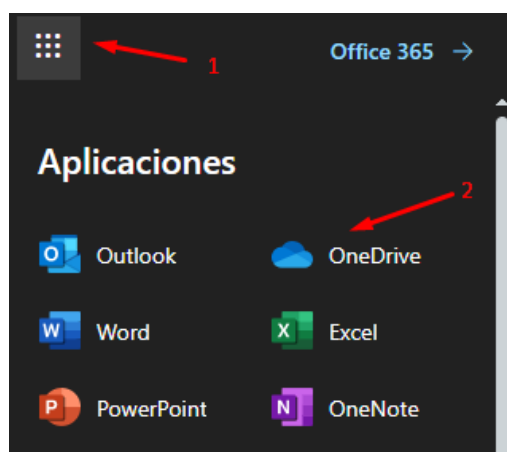 1
Office 365 →
Aplicaciones
2
Outlook
OneDrive
Word
Excel
PowerPoint
OneNote